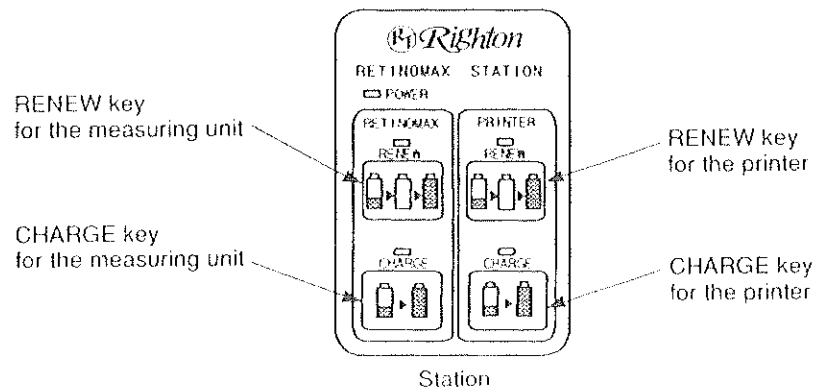 Righton
RETINOMAX STATION
POWER
RETINOMAX PRINTER
RENEW RENEW
CHARGE CHARGE
RENEW key
for the measuring unit
CHARGE key
for the measuring unit
RENEW key
for the printer
CHARGE key
for the printer
Station